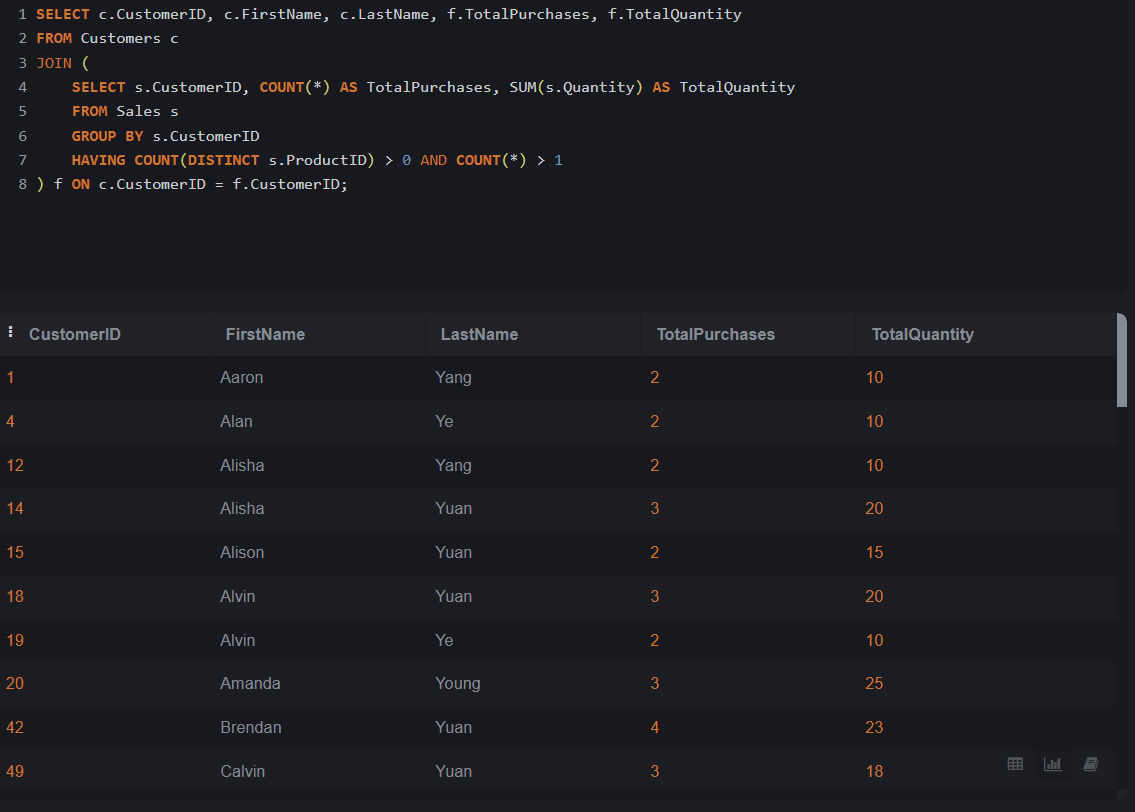 1 SELECT c.CustomerID, c.FirstName, c.LastName, f.TotalPurchases, f.TotalQuantity
2 FROM Customers c
3 JOIN (
4     SELECT s.CustomerID, COUNT(*) AS TotalPurchases, SUM(s.Quantity) AS TotalQuantity
5     FROM Sales s
6     GROUP BY s.CustomerID
7     HAVING COUNT(DISTINCT s.ProductID) > 0 AND COUNT(*) > 1
8 ) f ON c.CustomerID = f.CustomerID;
CustomerID FirstName LastName TotalPurchases TotalQuantity
1 Aaron Yang 2 10
4 Alan Ye 2 10
12 Alisha Yang 2 10
14 Alisha Yuan 3 20
15 Alison Yuan 2 15
18 Alvin Yuan 3 20
19 Alvin Ye 2 10
20 Amanda Young 3 25
42 Brendan Yuan 4 23
49 Calvin Yuan 3 18